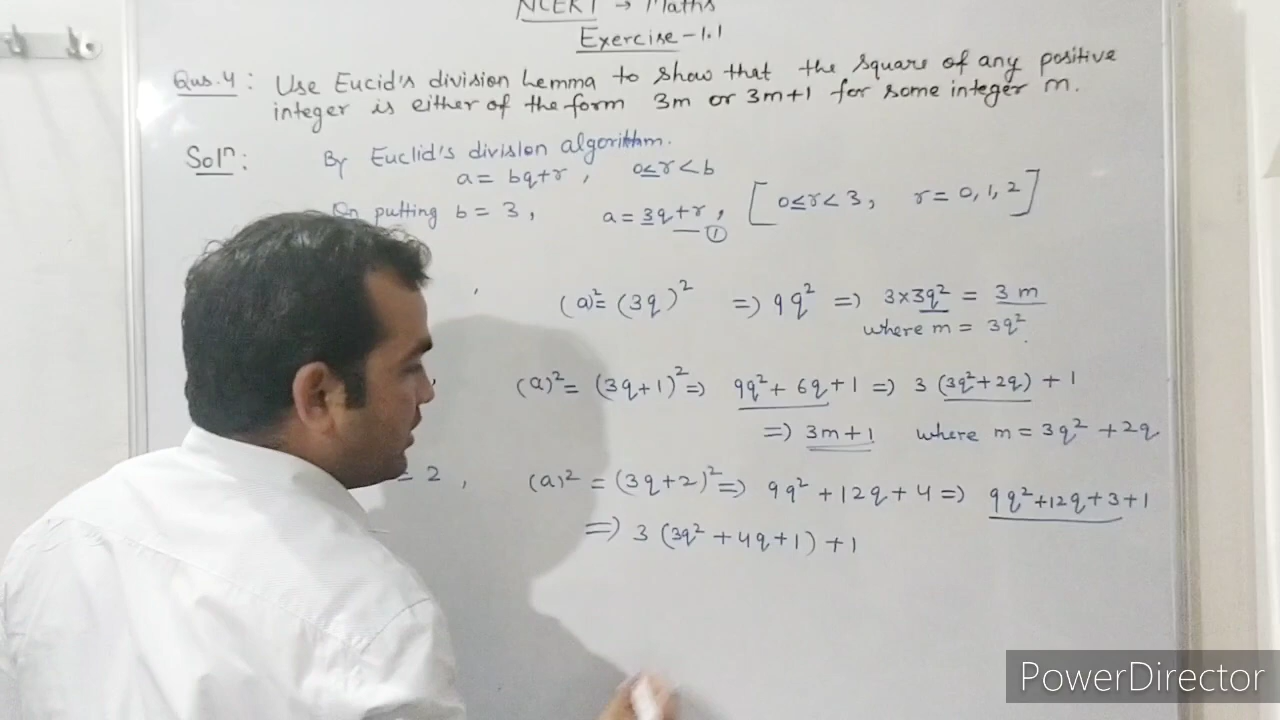 NCERT → Maths
Exercise-1.1
Qus.4: Use Eucid's division Lemma to show that the square of any positive
integer is either of the form 3m or 3m+1 for some integer m.
Solⁿ: By Euclid's division algorithm.
a = bq+r, 0≤r<b
On putting b = 3, a = 3q+r, [0≤r<3, r = 0,1,2]
①
(a)² = (3q)² => 9q² => 3×3q² = 3m
where m = 3q².
(a)² = (3q+1)² => 9q² + 6q+1 => 3(3q²+2q) + 1
=> 3m+1 where m = 3q² + 2q
= 2, (a)² = (3q+2)² => 9q² + 12q + 4 => 9q²+12q+3+1
=> 3(3q² + 4q+1) + 1
PowerDirector